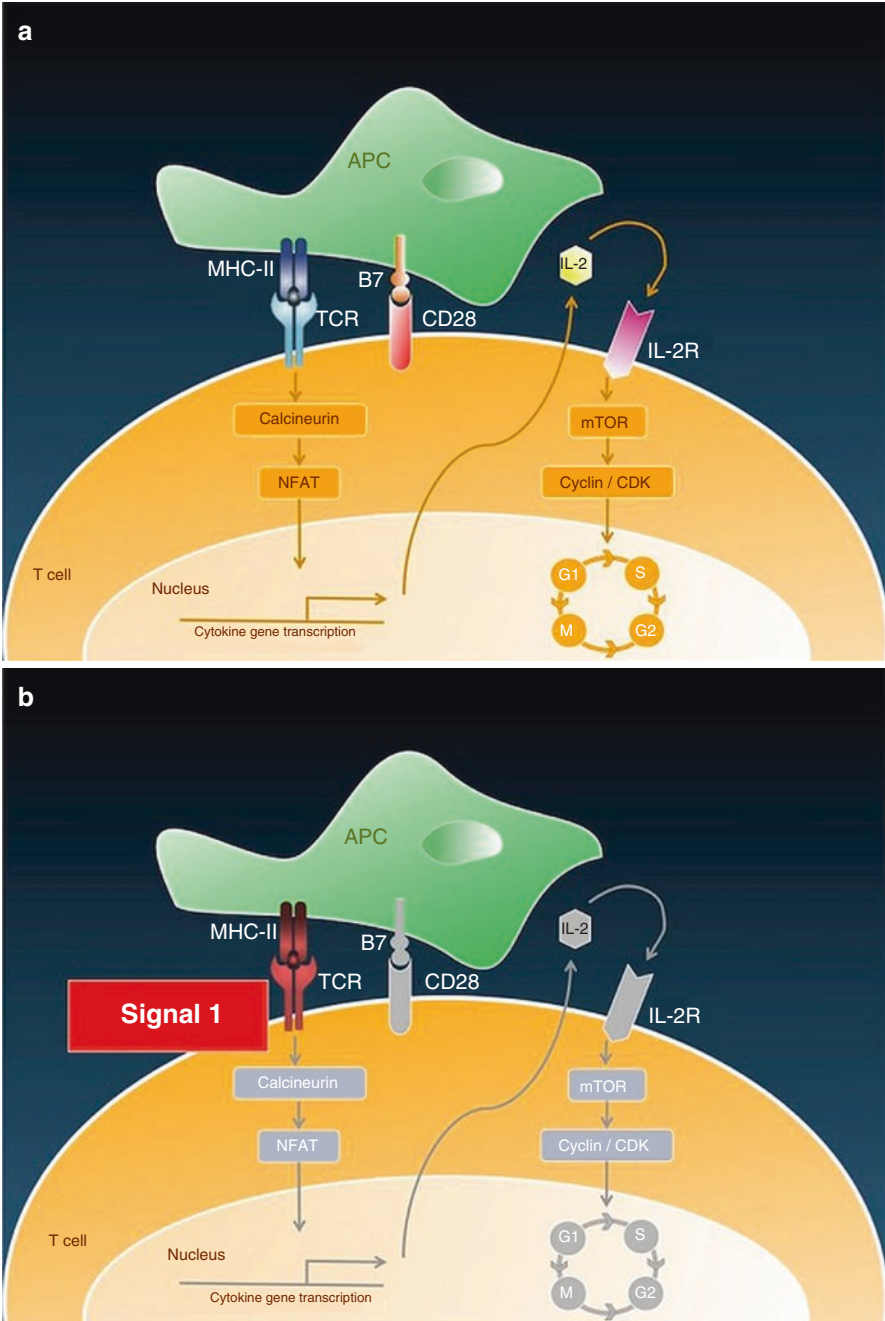 a
APC
MHC-II
B7
IL-2
TCR
CD28
IL-2R
Calcineurin
mTOR
NFAT
Cyclin / CDK
T cell
Nucleus
G1
S
Cytokine gene transcription
M
G2
b
APC
MHC-II
B7
IL-2
TCR
CD28
Signal 1
IL-2R
Calcineurin
mTOR
NFAT
Cyclin / CDK
T cell
Nucleus
G1
S
Cytokine gene transcription
M
G2